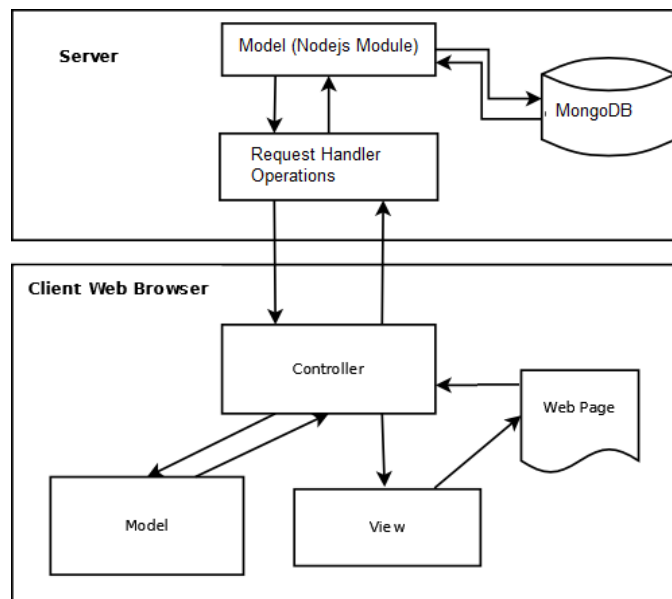 Server
Model (Nodejs Module)
MongoDB
Request Handler
Operations
Client Web Browser
Controller
Web Page
Model
View